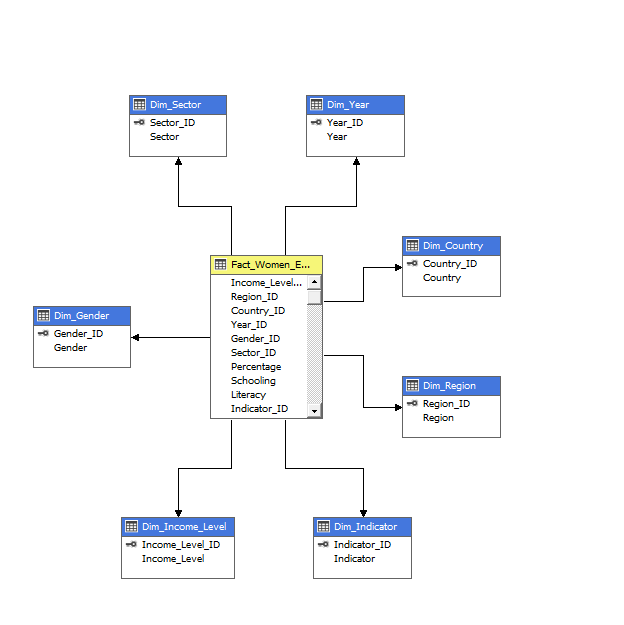 Dim_Sector
Sector_ID
Sector
Dim_Year
Year_ID
Year
Dim_Country
Country_ID
Country
Fact_Women_E...
Income_Level...
Region_ID
Country_ID
Year_ID
Gender_ID
Sector_ID
Percentage
Schooling
Literacy
Indicator_ID
Dim_Gender
Gender_ID
Gender
Dim_Region
Region_ID
Region
Dim_Income_Level
Income_Level_ID
Income_Level
Dim_Indicator
Indicator_ID
Indicator